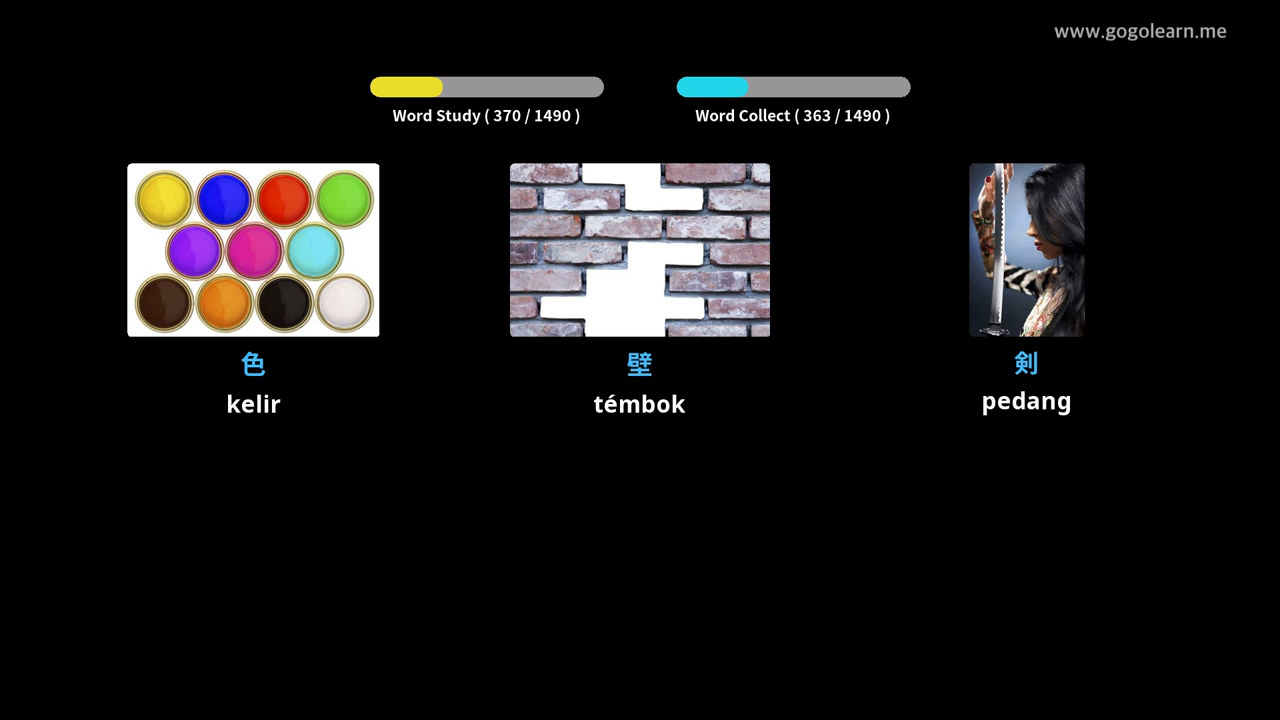 www.gogolearn.me
Word Study ( 370 / 1490 )
Word Collect ( 363 / 1490 )
色
kelir
壁
témbok
剣
pedang